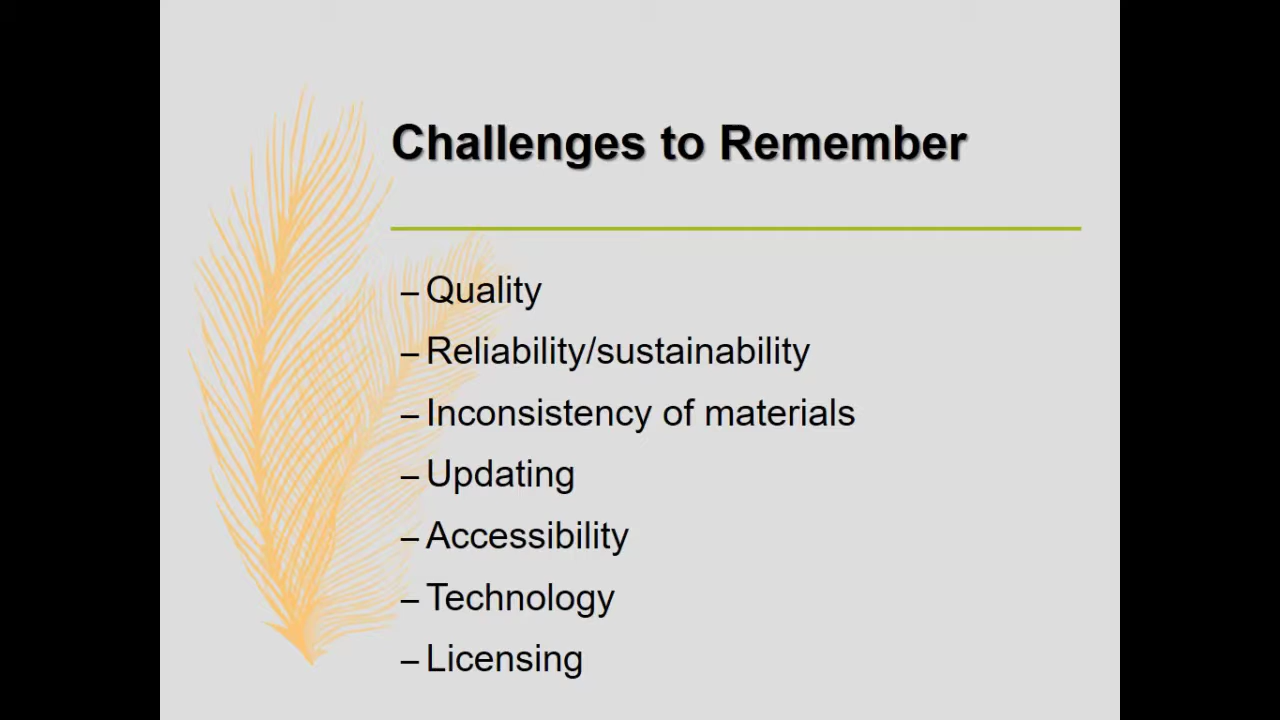 Challenges to Remember
– Quality
– Reliability/sustainability
– Inconsistency of materials
– Updating
– Accessibility
– Technology
– Licensing